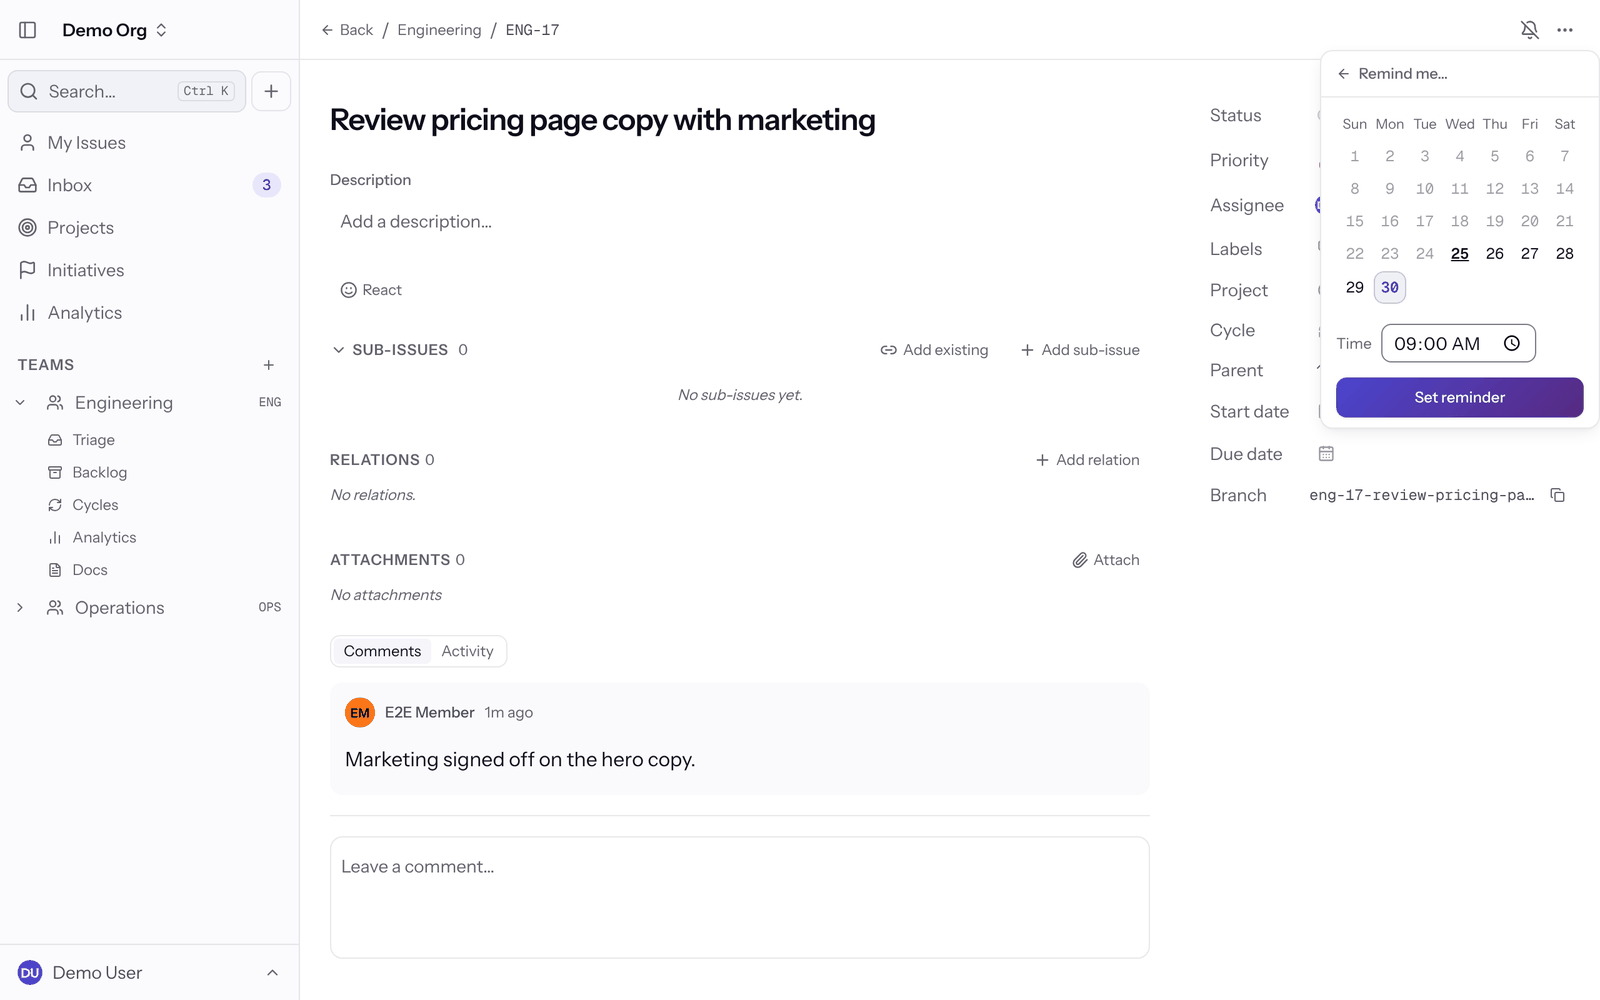 Demo Org
Search...
Ctrl K
My Issues
Inbox
3
Projects
Initiatives
Analytics
TEAMS
Engineering
ENG
Triage
Backlog
Cycles
Analytics
Docs
Operations
OPS
DU
Demo User
Back / Engineering / ENG-17
Review pricing page copy with marketing
Description
Add a description...
React
SUB-ISSUES 0
Add existing
Add sub-issue
No sub-issues yet.
RELATIONS 0
Add relation
No relations.
ATTACHMENTS 0
Attach
No attachments
Comments
Activity
EM
E2E Member 1m ago
Marketing signed off on the hero copy.
Leave a comment...
Status
Priority
Assignee
Labels
Project
Cycle
Parent
Start date
Due date
Branch
eng-17-review-pricing-pa...
Remind me...
Sun Mon Tue Wed Thu Fri Sat
1 2 3 4 5 6 7
8 9 10 11 12 13 14
15 16 17 18 19 20 21
22 23 24 25 26 27 28
29 30
Time
09:00 AM
Set reminder